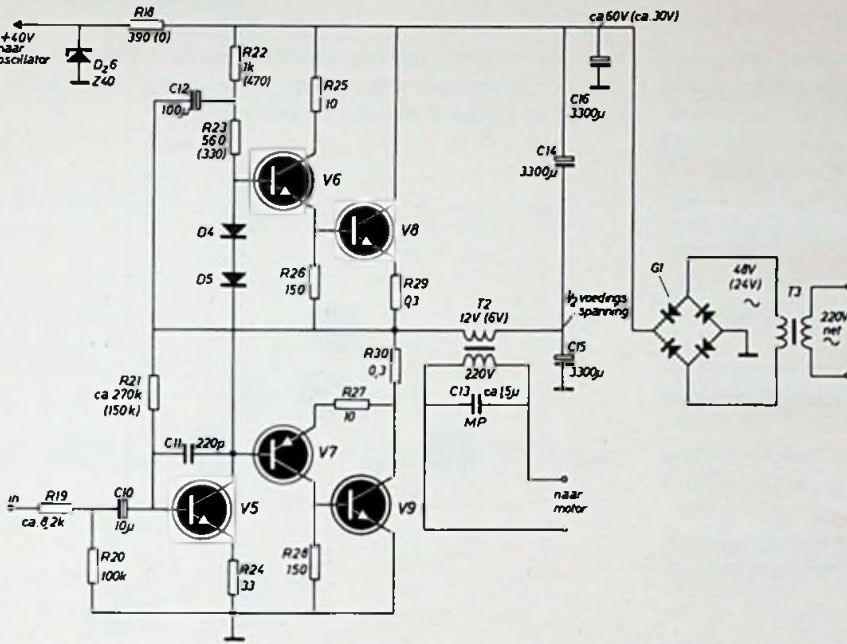 R18
390 (0)
+40V
naar
oscillator
D₂6
Z40
C12
100µ
R22
1k
(470)
R23
560
(330)
R25
10
V6
V8
D4
D5
R26
150
R29
0,3
R30
0,3
R21
ca 270k
(150k)
C11
220p
R27
10
V7
V5
V9
in
R19
ca. 8,2k
C10
10µ
R20
100k
R24
33
R28
150
T2
12V (6V)
220V
C13
ca 1,5µ
MP
naar
motor
ca 60V (ca. 30V)
C16
3300µ
C14
3300µ
½ voedings
spanning
C15
3300µ
G1
48V
(24V)
~
T3
220V
net
~